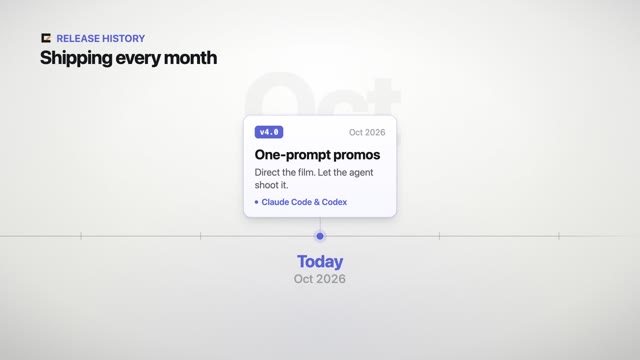 RELEASE HISTORY
Shipping every month
Oct
v4.0
Oct 2026
One-prompt promos
Direct the film. Let the agent
shoot it.
Claude Code & Codex
Today
Oct 2026